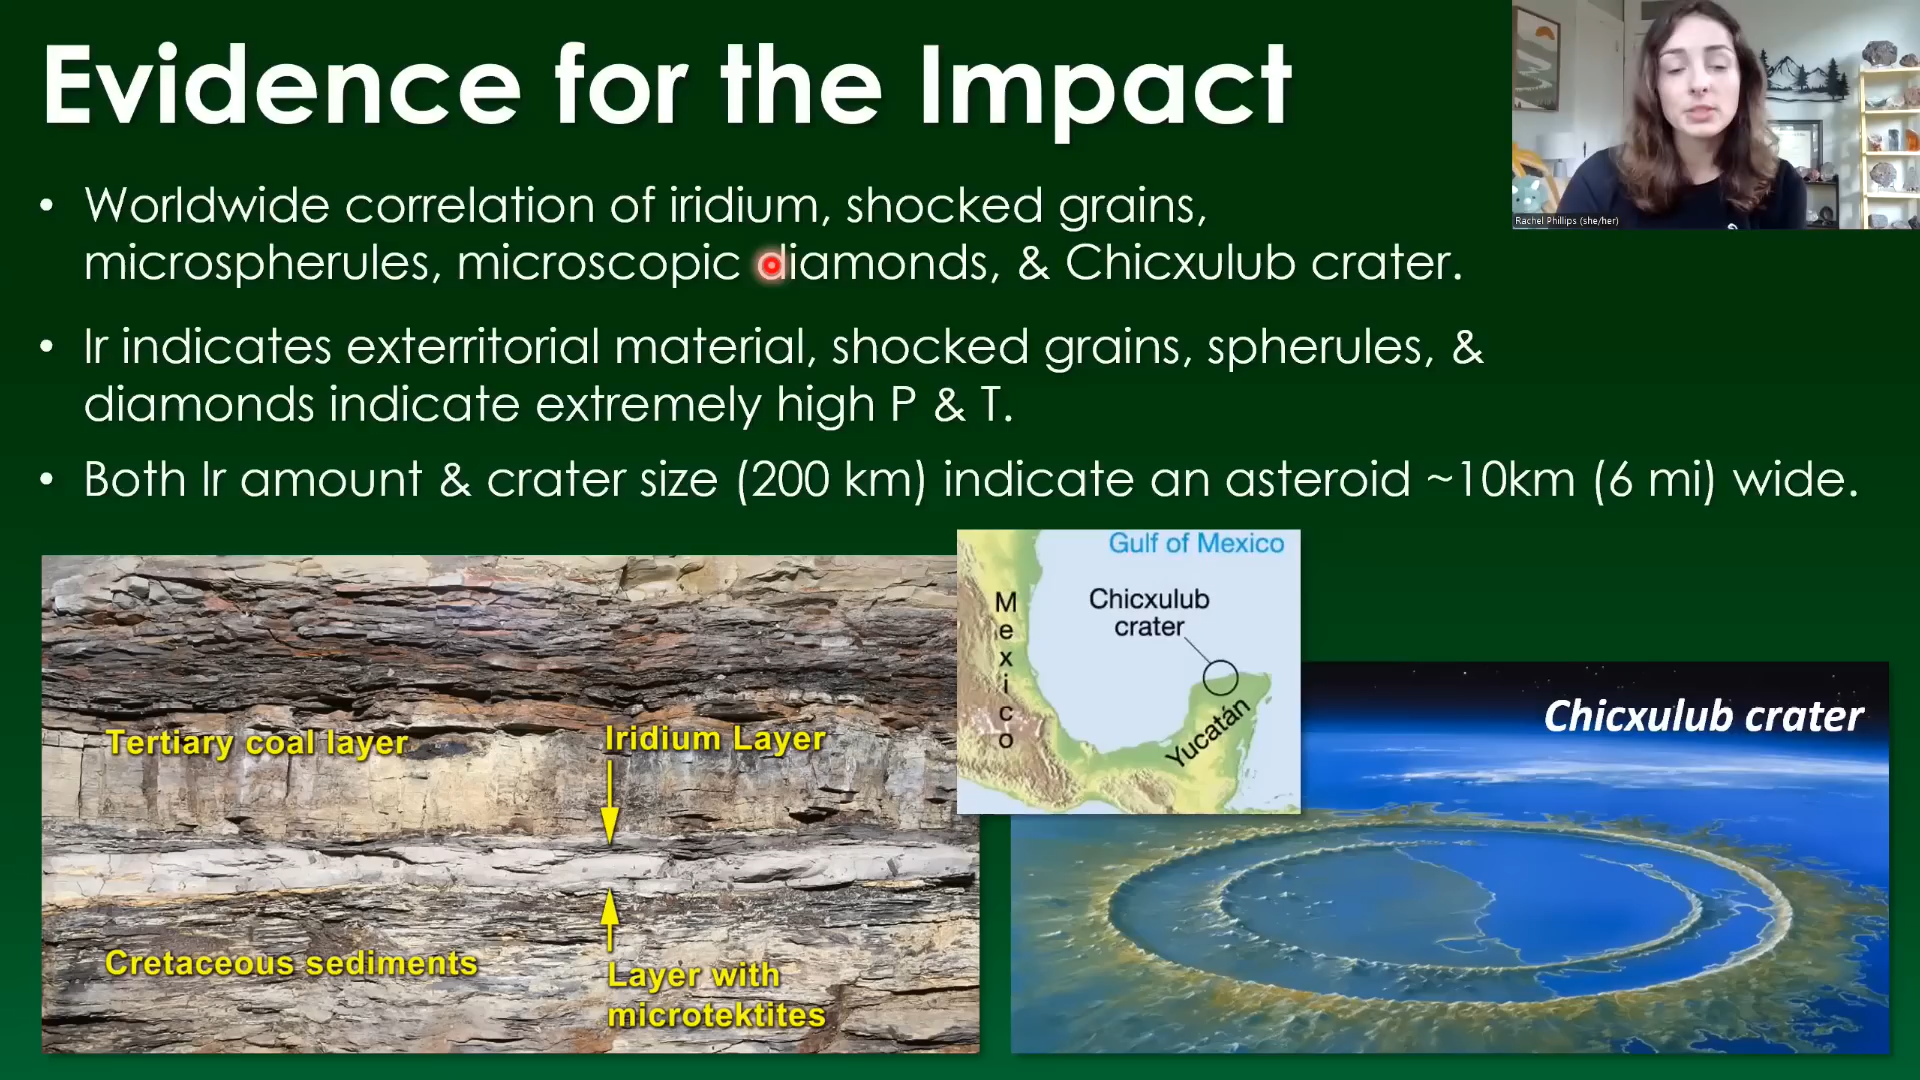 Evidence for the Impact
Rachel Phillips (she/her)
• Worldwide correlation of iridium, shocked grains,
microspherules, microscopic diamonds, & Chicxulub crater.
• Ir indicates exterritorial material, shocked grains, spherules, &
diamonds indicate extremely high P & T.
• Both Ir amount & crater size (200 km) indicate an asteroid ~10km (6 mi) wide.
Tertiary coal layer
Iridium Layer
Cretaceous sediments
Layer with
microtektites
Gulf of Mexico
Mexico
Chicxulub
crater
Yucatán
Chicxulub crater